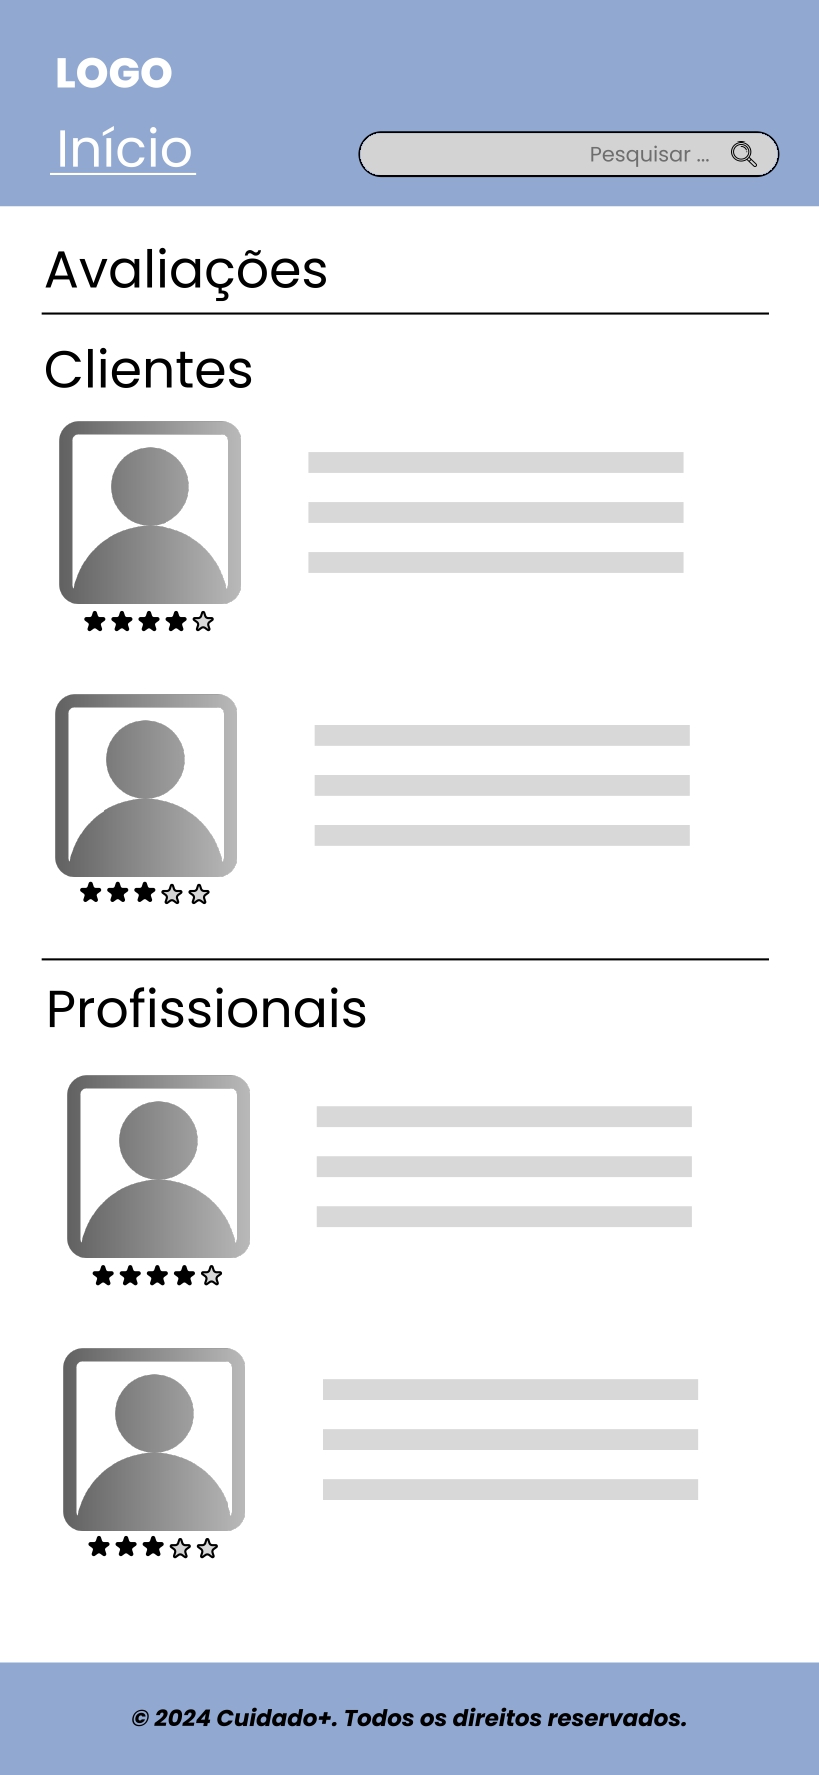 LOGO
Início
Pesquisar ...
Avaliações
Clientes
Profissionais
© 2024 Cuidado+. Todos os direitos reservados.